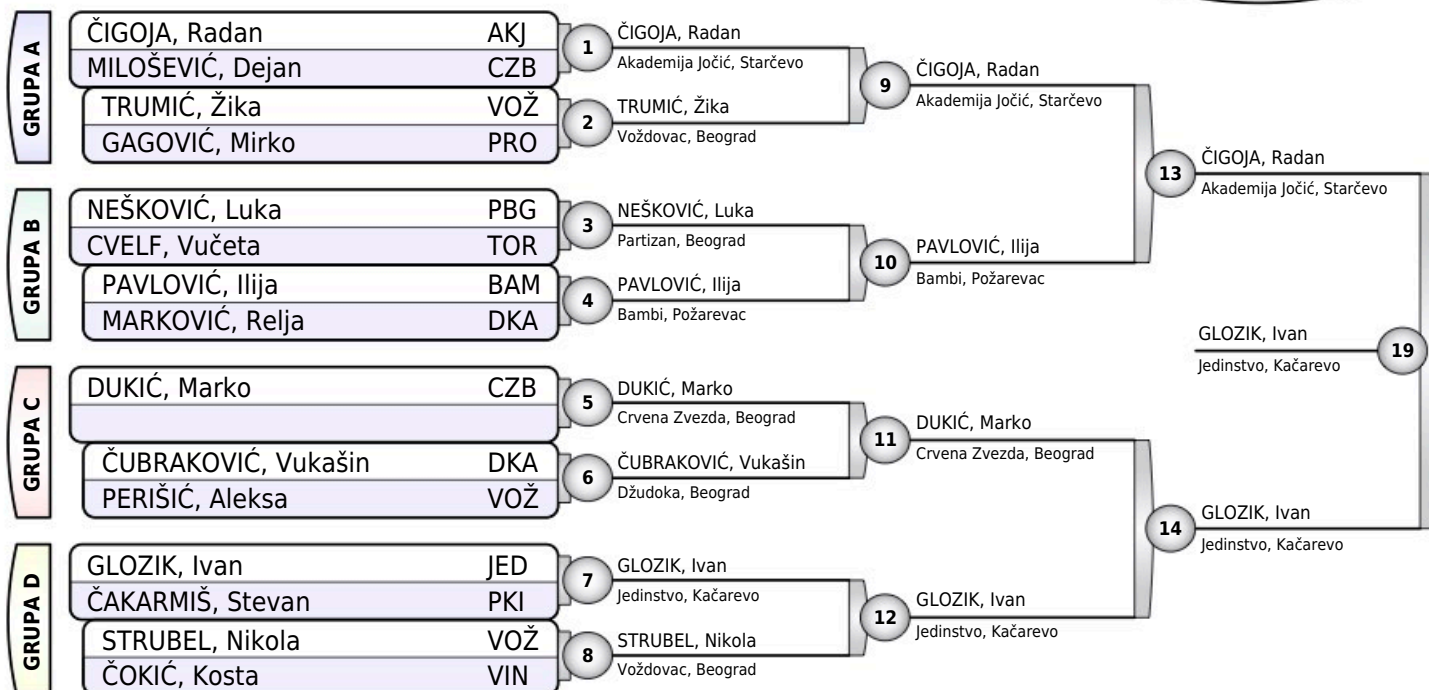 GRUPA A
ČIGOJA, Radan AKJ
MILOŠEVIĆ, Dejan CZB
TRUMIĆ, Žika VOŽ
GAGOVIĆ, Mirko PRO
GRUPA B
NEŠKOVIĆ, Luka PBG
CVELF, Vučeta TOR
PAVLOVIĆ, Ilija BAM
MARKOVIĆ, Relja DKA
GRUPA C
DUKIĆ, Marko CZB
ČUBRAKOVIĆ, Vukašin DKA
PERIŠIĆ, Aleksa VOŽ
GRUPA D
GLOZIK, Ivan JED
ČAKARMIŠ, Stevan PKI
STRUBEL, Nikola VOŽ
ČOKIĆ, Kosta VIN
1
ČIGOJA, Radan
Akademija Jočić, Starčevo
2
TRUMIĆ, Žika
Voždovac, Beograd
3
NEŠKOVIĆ, Luka
Partizan, Beograd
4
PAVLOVIĆ, Ilija
Bambi, Požarevac
5
DUKIĆ, Marko
Crvena Zvezda, Beograd
6
ČUBRAKOVIĆ, Vukašin
Džudoka, Beograd
7
GLOZIK, Ivan
Jedinstvo, Kačarevo
8
STRUBEL, Nikola
Voždovac, Beograd
9
ČIGOJA, Radan
Akademija Jočić, Starčevo
10
PAVLOVIĆ, Ilija
Bambi, Požarevac
11
DUKIĆ, Marko
Crvena Zvezda, Beograd
12
GLOZIK, Ivan
Jedinstvo, Kačarevo
13
ČIGOJA, Radan
Akademija Jočić, Starčevo
14
GLOZIK, Ivan
Jedinstvo, Kačarevo
GLOZIK, Ivan
Jedinstvo, Kačarevo
19